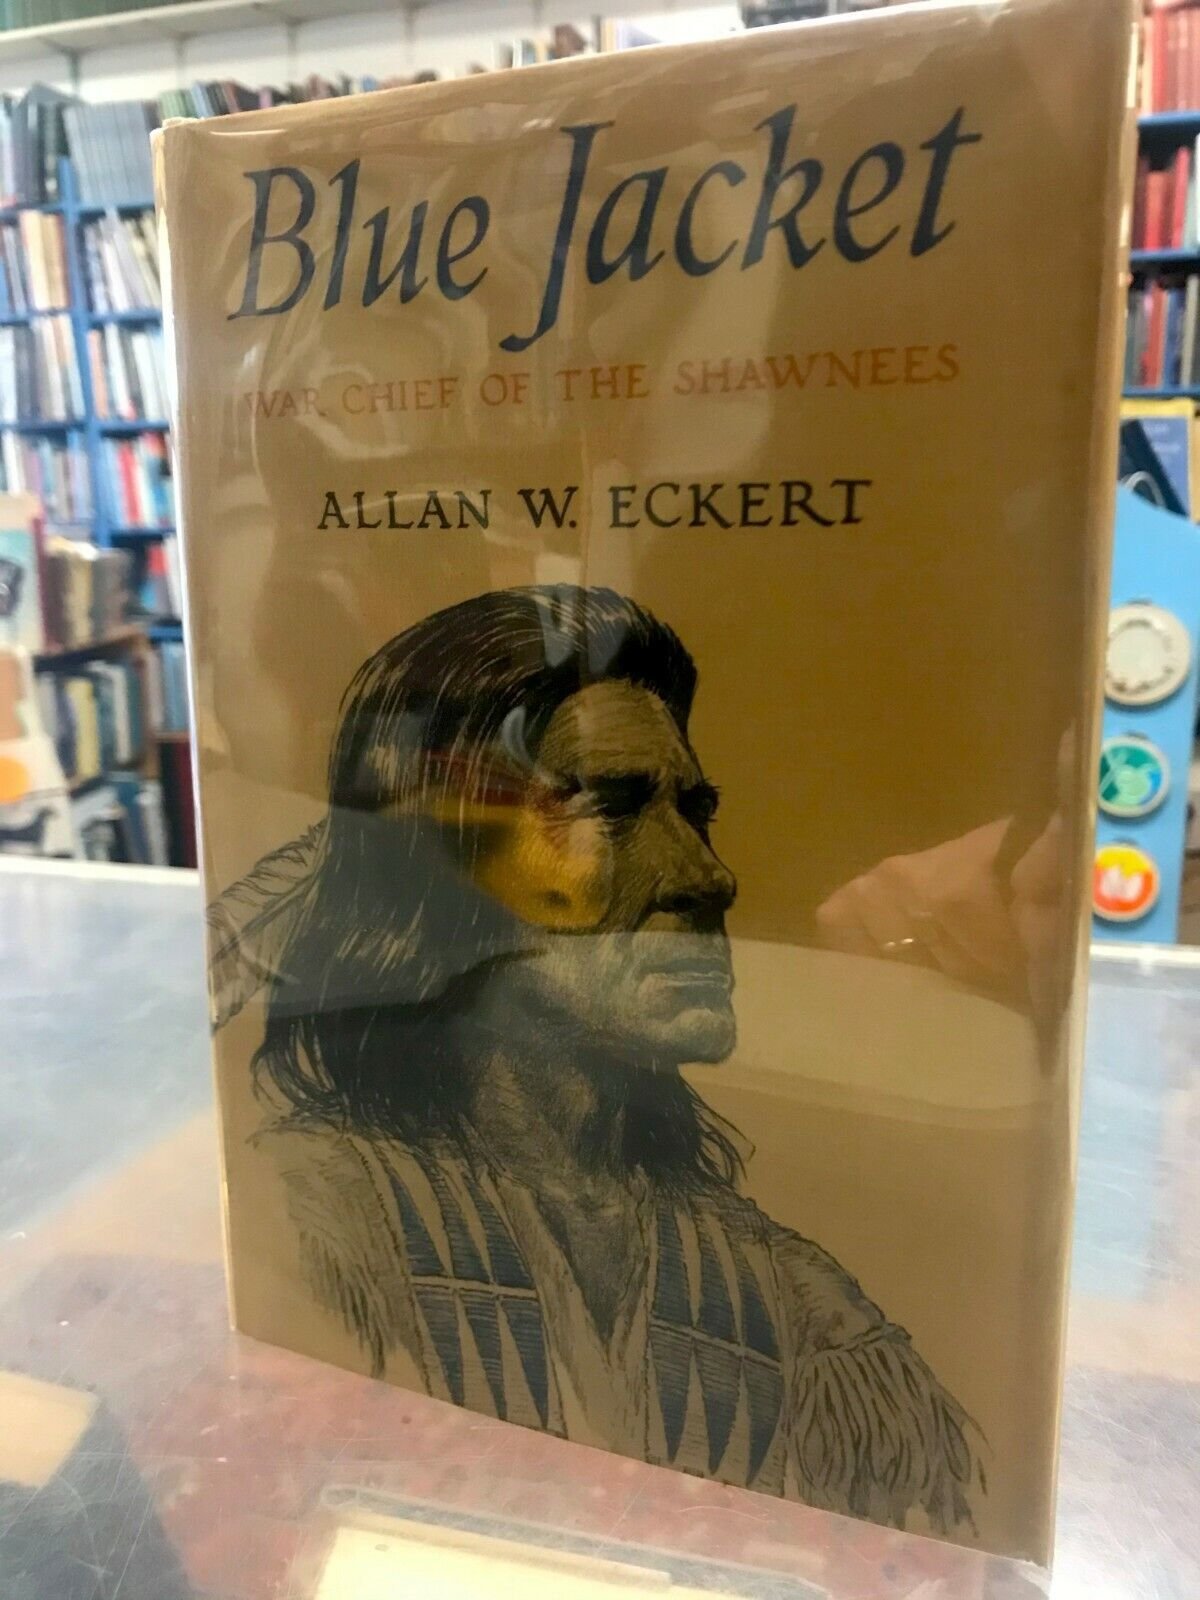 Blue Jacket
WAR CHIEF OF THE SHAWNEES
ALLAN W. ECKERT